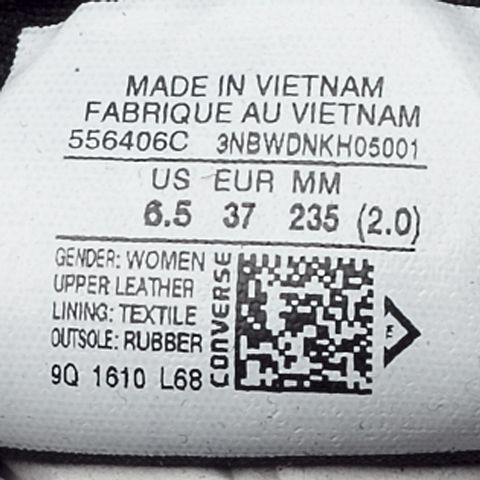 MADE IN VIETNAM
FABRIQUE AU VIETNAM
556406C 3NBWDNKH05001
US EUR MM
6.5 37 235 (2.0)
GENDER: WOMEN
UPPER LEATHER
LINING: TEXTILE
OUTSOLE: RUBBER
9Q 1610 L68
CONVERSE
E